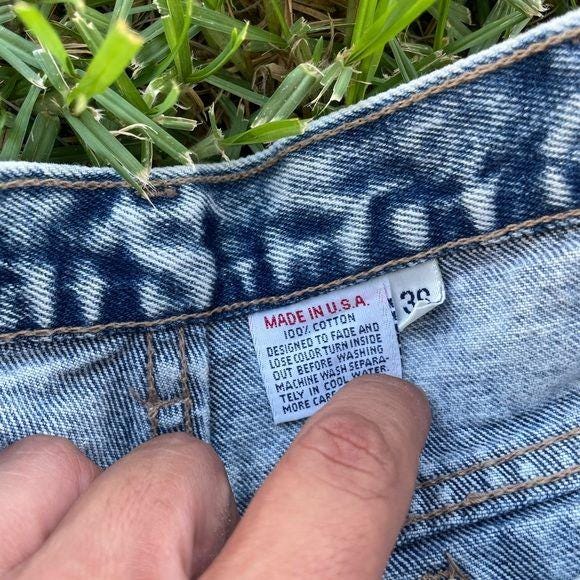 MADE IN U.S.A.
100% COTTON
DESIGNED TO FADE AND
LOSE COLOR TURN INSIDE
OUT BEFORE WASHING
MACHINE WASH SEPARA-
TELY IN COOL WATER.
MORE CARE